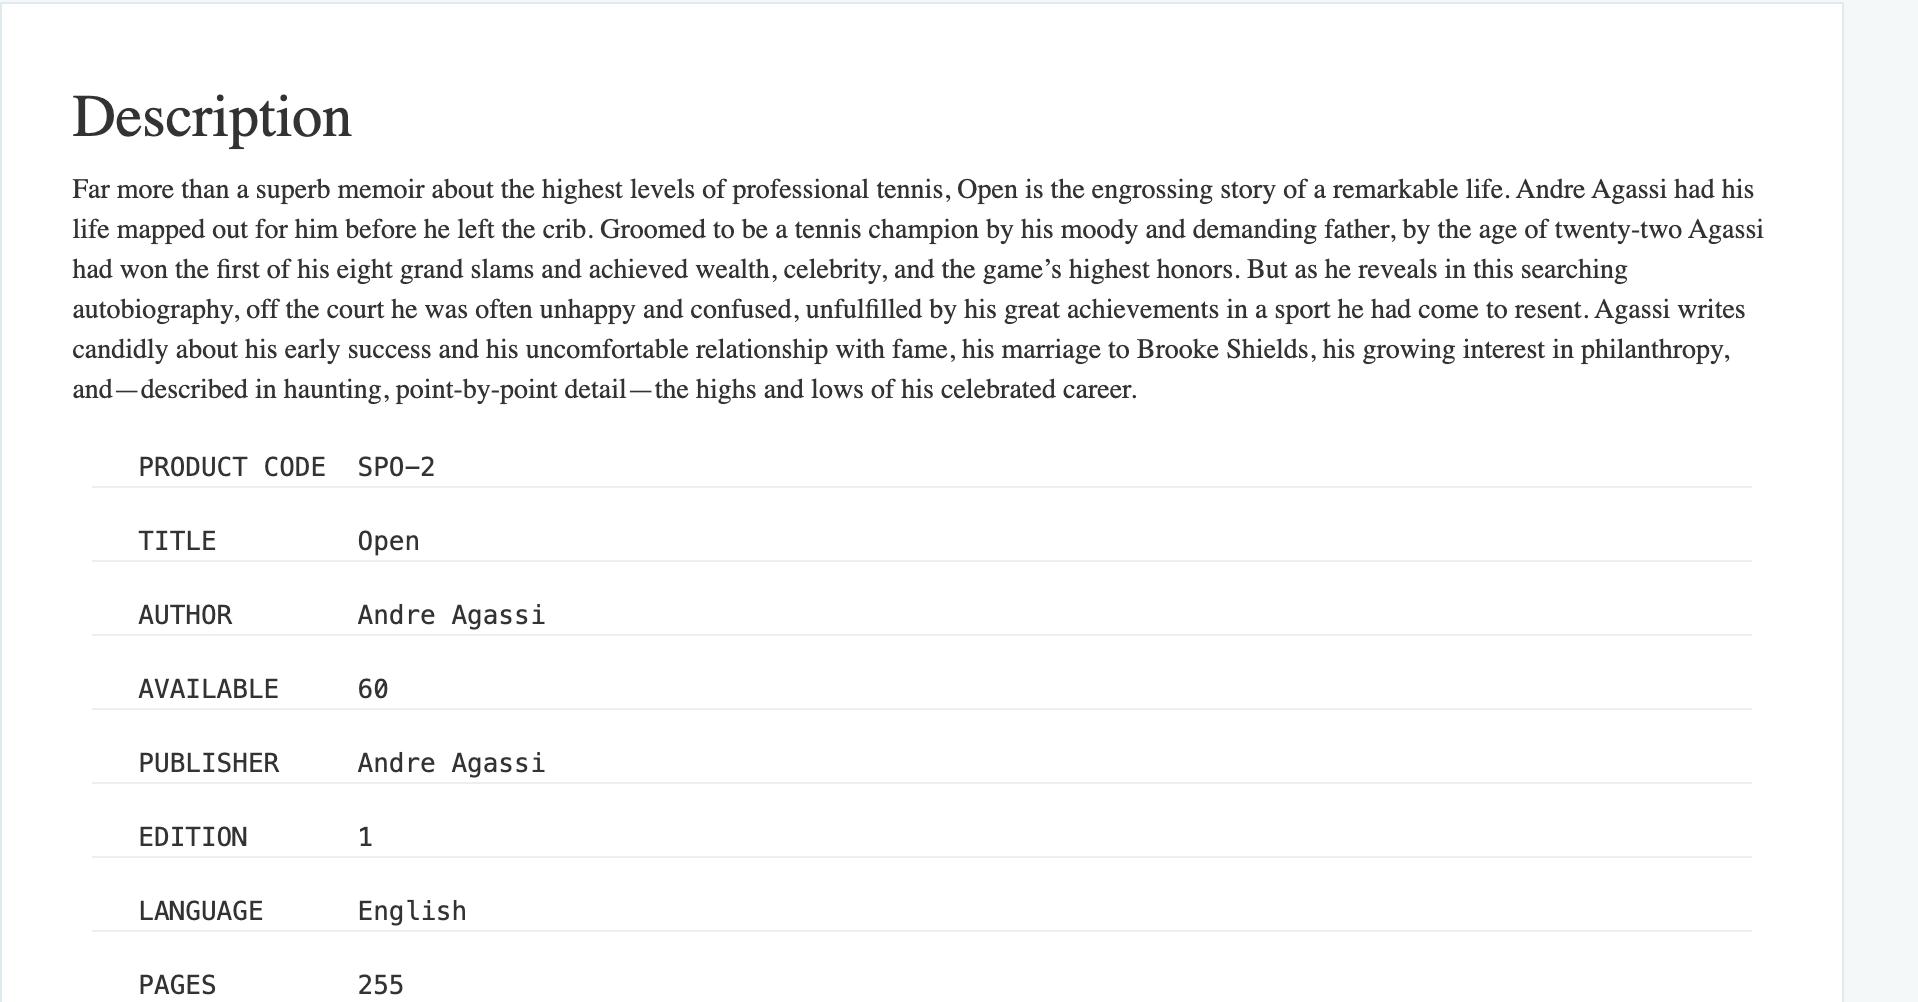 Description
Far more than a superb memoir about the highest levels of professional tennis, Open is the engrossing story of a remarkable life. Andre Agassi had his
life mapped out for him before he left the crib. Groomed to be a tennis champion by his moody and demanding father, by the age of twenty-two Agassi
had won the first of his eight grand slams and achieved wealth, celebrity, and the game’s highest honors. But as he reveals in this searching
autobiography, off the court he was often unhappy and confused, unfulfilled by his great achievements in a sport he had come to resent. Agassi writes
candidly about his early success and his uncomfortable relationship with fame, his marriage to Brooke Shields, his growing interest in philanthropy,
and—described in haunting, point-by-point detail—the highs and lows of his celebrated career.
PRODUCT CODE SPO-2
TITLE Open
AUTHOR Andre Agassi
AVAILABLE 60
PUBLISHER Andre Agassi
EDITION 1
LANGUAGE English
PAGES 255